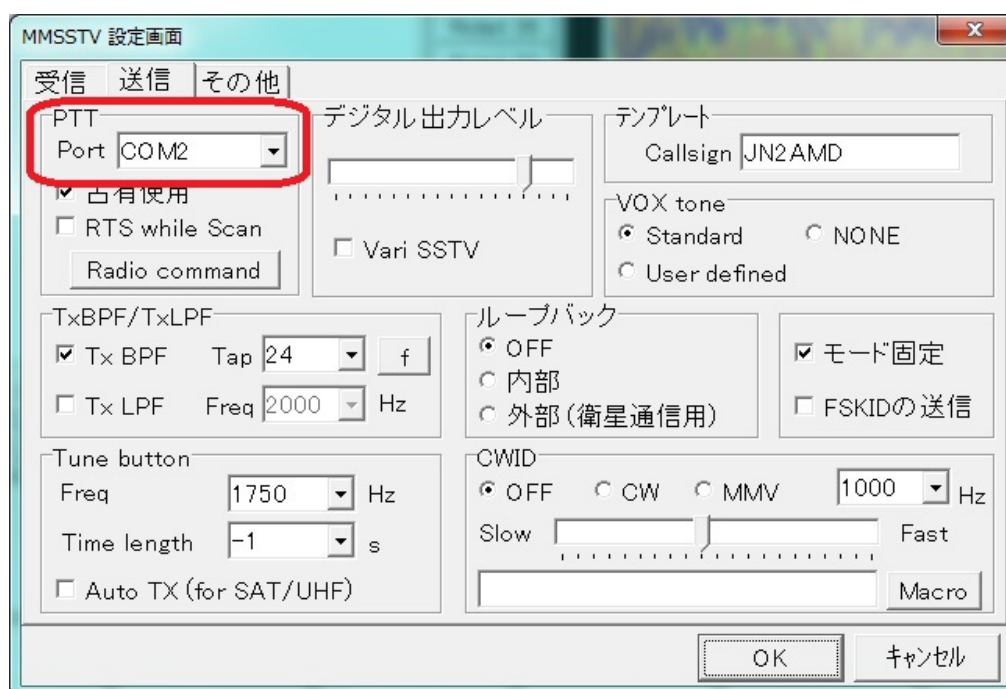 MMSSTV 設定画面
受信 送信 その他
PTT
Port COM2
占有使用
RTS while Scan
Radio command
デジタル出力レベル
Vari SSTV
テンプレート
Callsign JN2AMD
VOX tone
Standard NONE
User defined
TxBPF/TxLPF
Tx BPF Tap 24 f
Tx LPF Freq 2000 Hz
ループバック
OFF
内部
外部(衛星通信用)
モード固定
FSKIDの送信
Tune button
Freq 1750 Hz
Time length -1 s
Auto TX (for SAT/UHF)
CWID
OFF CW MMV 1000 Hz
Slow Fast
Macro
OK キャンセル